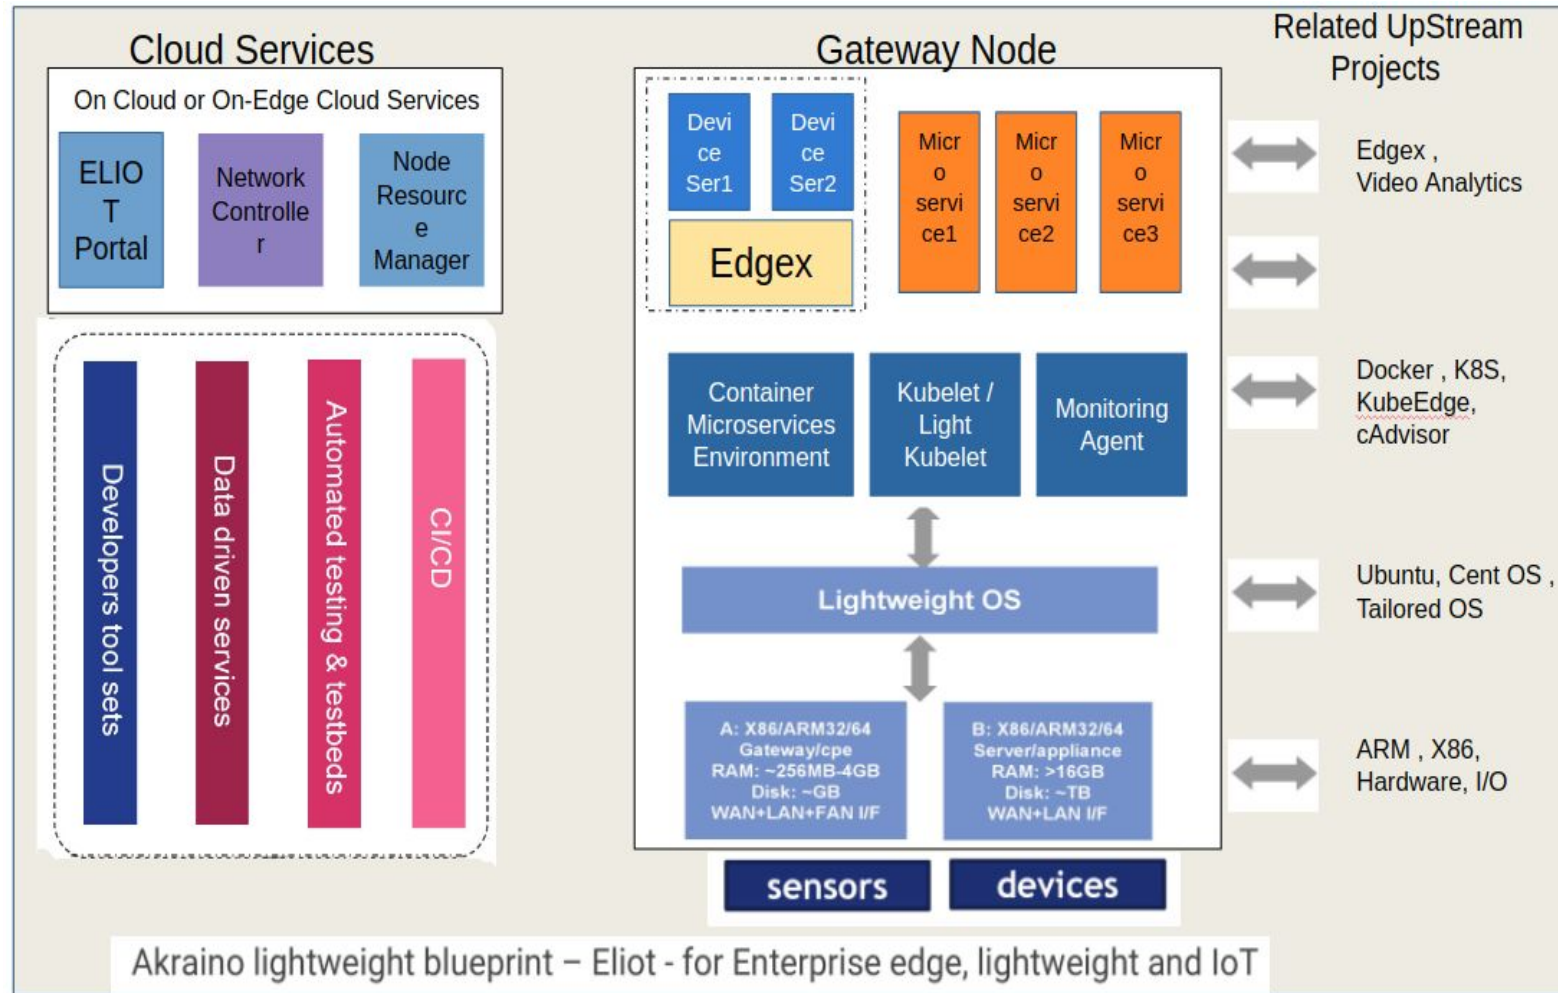 Cloud Services
On Cloud or On-Edge Cloud Services
ELIO
T
Portal
Network
Controlle
r
Node
Resourc
e
Manager
Developers tool sets
Data driven services
Automated testing & testbeds
CI/CD
Gateway Node
Devi
ce
Ser1
Devi
ce
Ser2
Edgex
Micr
o
servi
ce1
Micr
o
servi
ce2
Micr
o
servi
ce3
Container
Microservices
Environment
Kubelet /
Light
Kubelet
Monitoring
Agent
Lightweight OS
A: X86/ARM32/64
Gateway/cpe
RAM: ~256MB-4GB
Disk: ~GB
WAN+LAN+FAN I/F
B: X86/ARM32/64
Server/appliance
RAM: >16GB
Disk: ~TB
WAN+LAN I/F
sensors
devices
Related UpStream
Projects
Edgex ,
Video Analytics
Docker , K8S,
KubeEdge,
cAdvisor
Ubuntu, Cent OS ,
Tailored OS
ARM , X86,
Hardware, I/O
Akraino lightweight blueprint – Eliot - for Enterprise edge, lightweight and IoT